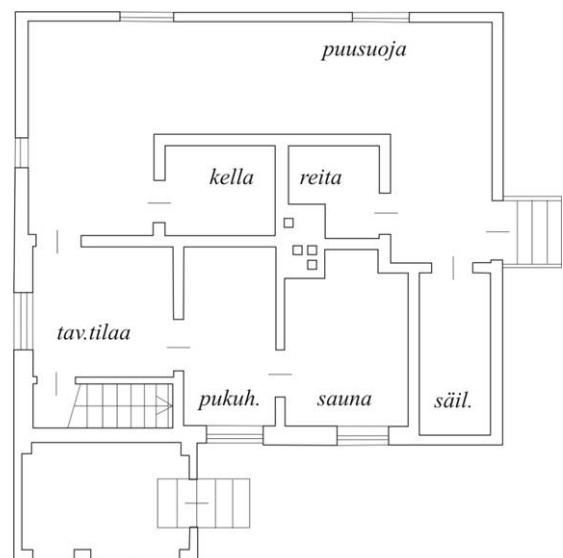 puusuoja
kella reita
tav.tilaa
pukuh. sauna säil.